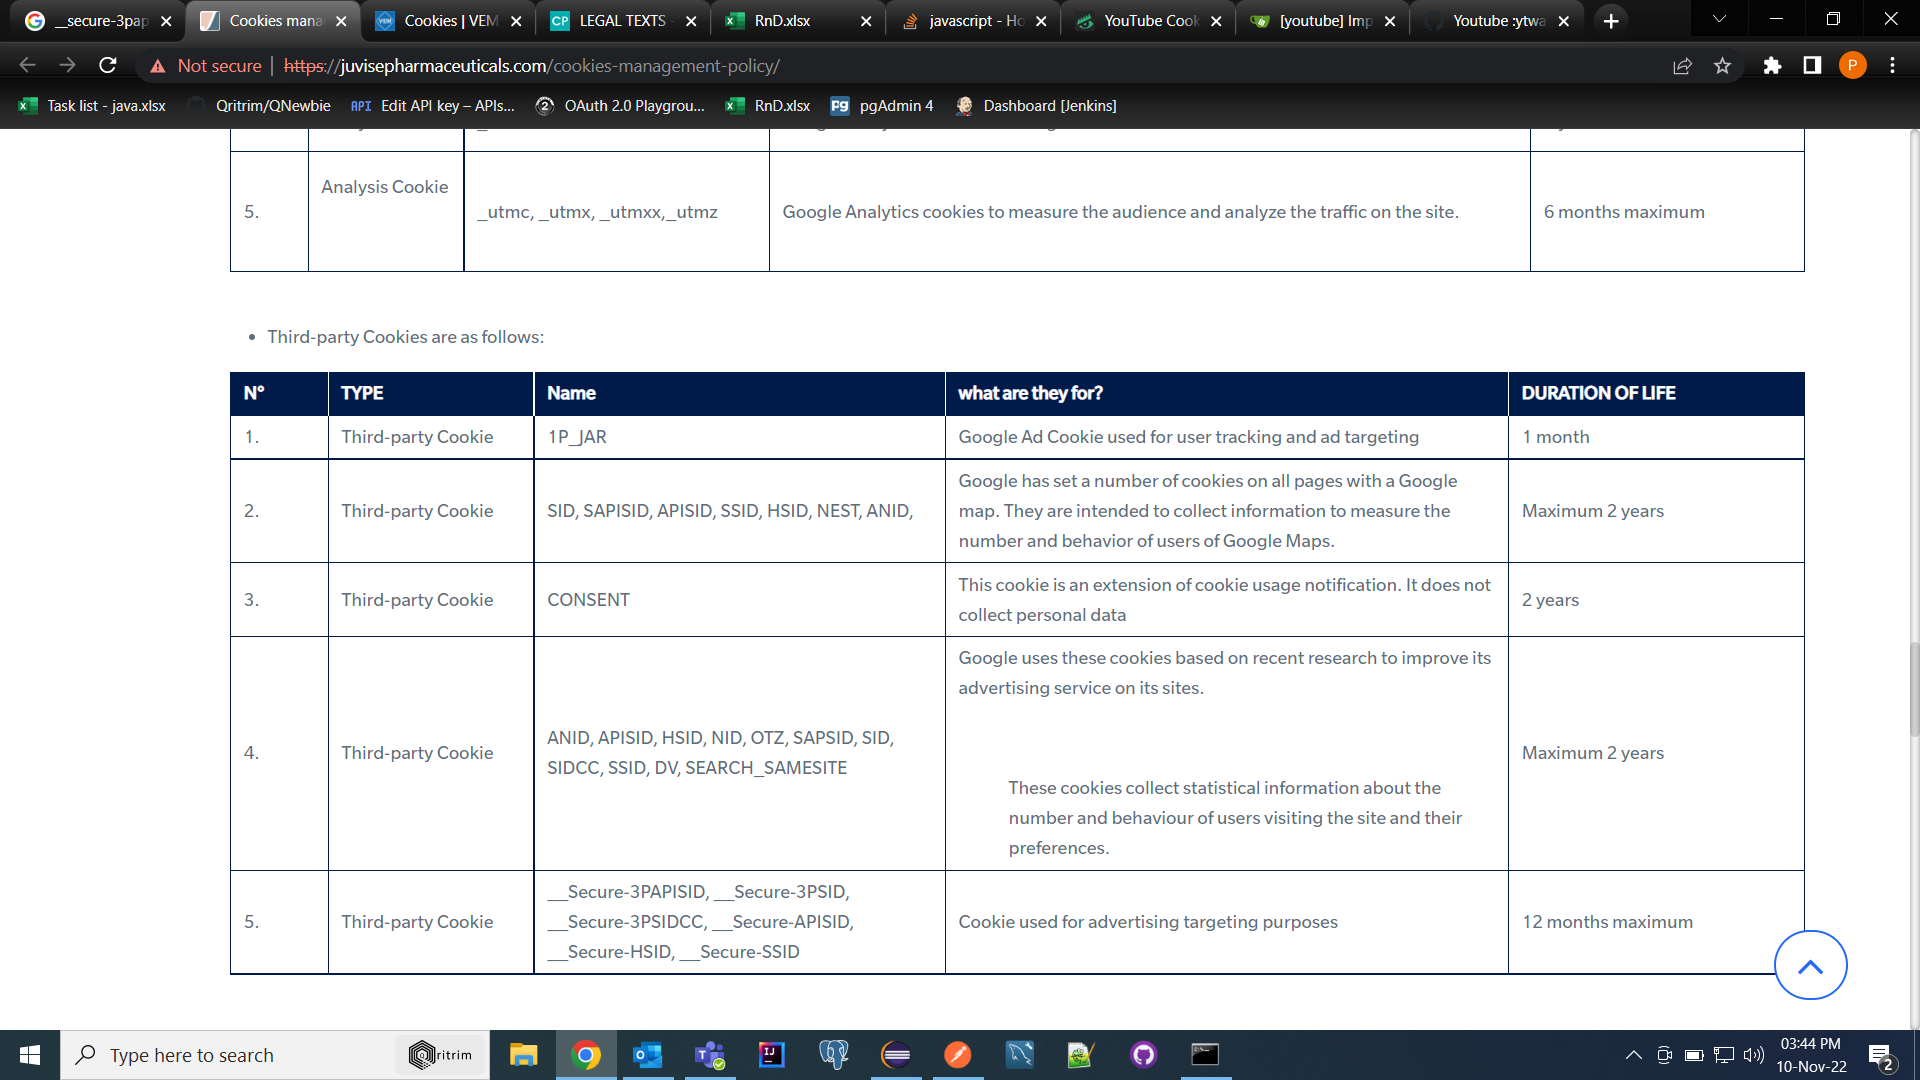 __secure-3pap
Cookies mana
Cookies | VEM
CP LEGAL TEXTS -
RnD.xlsx
javascript - Ho
YouTube Cook
[youtube] Imp
Youtube :ytwa
Not secure | https://juvisepharmaceuticals.com/cookies-management-policy/
P
Task list - java.xlsx
Qritrim/QNewbie
API Edit API key – APIs...
OAuth 2.0 Playgrou...
RnD.xlsx
Pg pgAdmin 4
Dashboard [Jenkins]
5.
Analysis Cookie
_utmc, _utmx, _utmxx,_utmz
Google Analytics cookies to measure the audience and analyze the traffic on the site.
6 months maximum
• Third-party Cookies are as follows:
N° TYPE Name what are they for? DURATION OF LIFE
1. Third-party Cookie 1P_JAR Google Ad Cookie used for user tracking and ad targeting 1 month
2. Third-party Cookie SID, SAPISID, APISID, SSID, HSID, NEST, ANID,
Google has set a number of cookies on all pages with a Google
map. They are intended to collect information to measure the
number and behavior of users of Google Maps.
Maximum 2 years
3. Third-party Cookie CONSENT
This cookie is an extension of cookie usage notification. It does not
collect personal data
2 years
4. Third-party Cookie
ANID, APISID, HSID, NID, OTZ, SAPSID, SID,
SIDCC, SSID, DV, SEARCH_SAMESITE
Google uses these cookies based on recent research to improve its
advertising service on its sites.
These cookies collect statistical information about the
number and behaviour of users visiting the site and their
preferences.
Maximum 2 years
5. Third-party Cookie
__Secure-3PAPISID, __Secure-3PSID,
__Secure-3PSIDCC, __Secure-APISID,
__Secure-HSID, __Secure-SSID
Cookie used for advertising targeting purposes
12 months maximum
Type here to search
Qritrim
03:44 PM
10-Nov-22
2